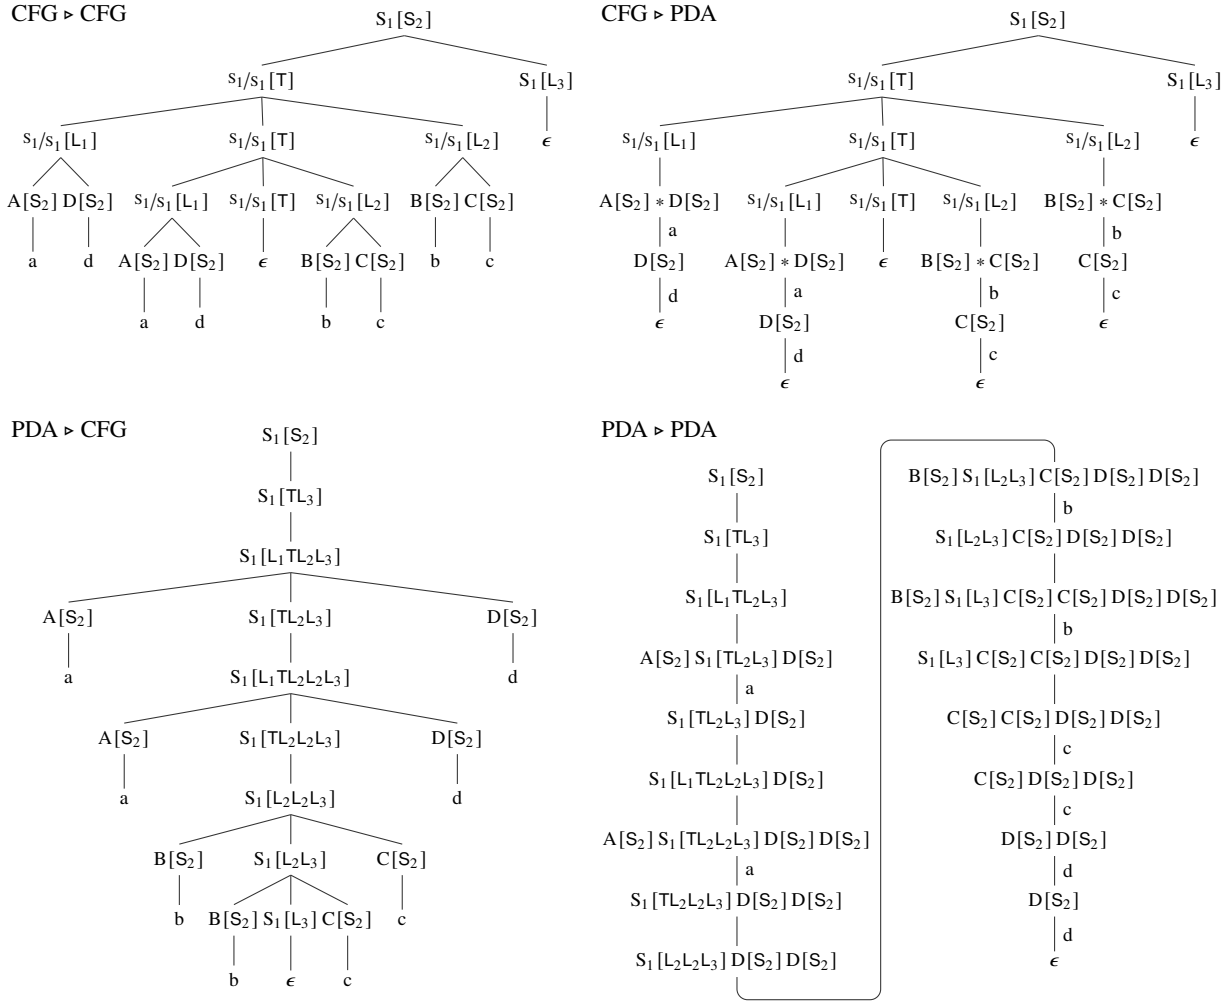 CFG ▹ CFG
S₁[S₂]
s₁/s₁[T] S₁[L₃]
s₁/s₁[L₁] s₁/s₁[T] s₁/s₁[L₂] ϵ
A[S₂] D[S₂] s₁/s₁[L₁] s₁/s₁[T] s₁/s₁[L₂] B[S₂] C[S₂]
a d A[S₂] D[S₂] ϵ B[S₂] C[S₂] b c
a d b c
CFG ▹ PDA
S₁[S₂]
s₁/s₁[T] S₁[L₃]
s₁/s₁[L₁] s₁/s₁[T] s₁/s₁[L₂] ϵ
A[S₂] * D[S₂] s₁/s₁[L₁] s₁/s₁[T] s₁/s₁[L₂] B[S₂] * C[S₂]
a b
D[S₂] A[S₂] * D[S₂] ϵ B[S₂] * C[S₂] C[S₂]
d a b c
ϵ D[S₂] C[S₂] ϵ
d c
ϵ ϵ
PDA ▹ CFG
S₁[S₂]
S₁[TL₃]
S₁[L₁TL₂L₃]
A[S₂] S₁[TL₂L₃] D[S₂]
a S₁[L₁TL₂L₂L₃] d
A[S₂] S₁[TL₂L₂L₃] D[S₂]
a S₁[L₂L₂L₃] d
B[S₂] S₁[L₂L₃] C[S₂]
b B[S₂] S₁[L₃] C[S₂] c
b ϵ c
PDA ▹ PDA
S₁[S₂]
S₁[TL₃]
S₁[L₁TL₂L₃]
A[S₂] S₁[TL₂L₃] D[S₂]
a
S₁[TL₂L₃] D[S₂]
S₁[L₁TL₂L₂L₃] D[S₂]
A[S₂] S₁[TL₂L₂L₃] D[S₂] D[S₂]
a
S₁[TL₂L₂L₃] D[S₂] D[S₂]
S₁[L₂L₂L₃] D[S₂] D[S₂]
B[S₂] S₁[L₂L₃] C[S₂] D[S₂] D[S₂]
b
S₁[L₂L₃] C[S₂] D[S₂] D[S₂]
B[S₂] S₁[L₃] C[S₂] C[S₂] D[S₂] D[S₂]
b
S₁[L₃] C[S₂] C[S₂] D[S₂] D[S₂]
C[S₂] C[S₂] D[S₂] D[S₂]
c
C[S₂] D[S₂] D[S₂]
c
D[S₂] D[S₂]
d
D[S₂]
d
ϵ